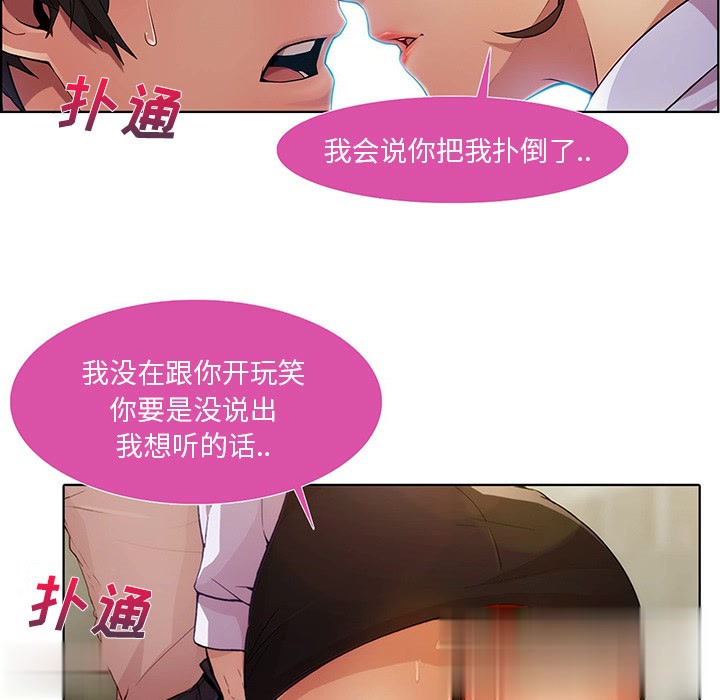 扑通
我会说你把我扑倒了..
我没在跟你开玩笑
你要是没说出
我想听的话..
扑通